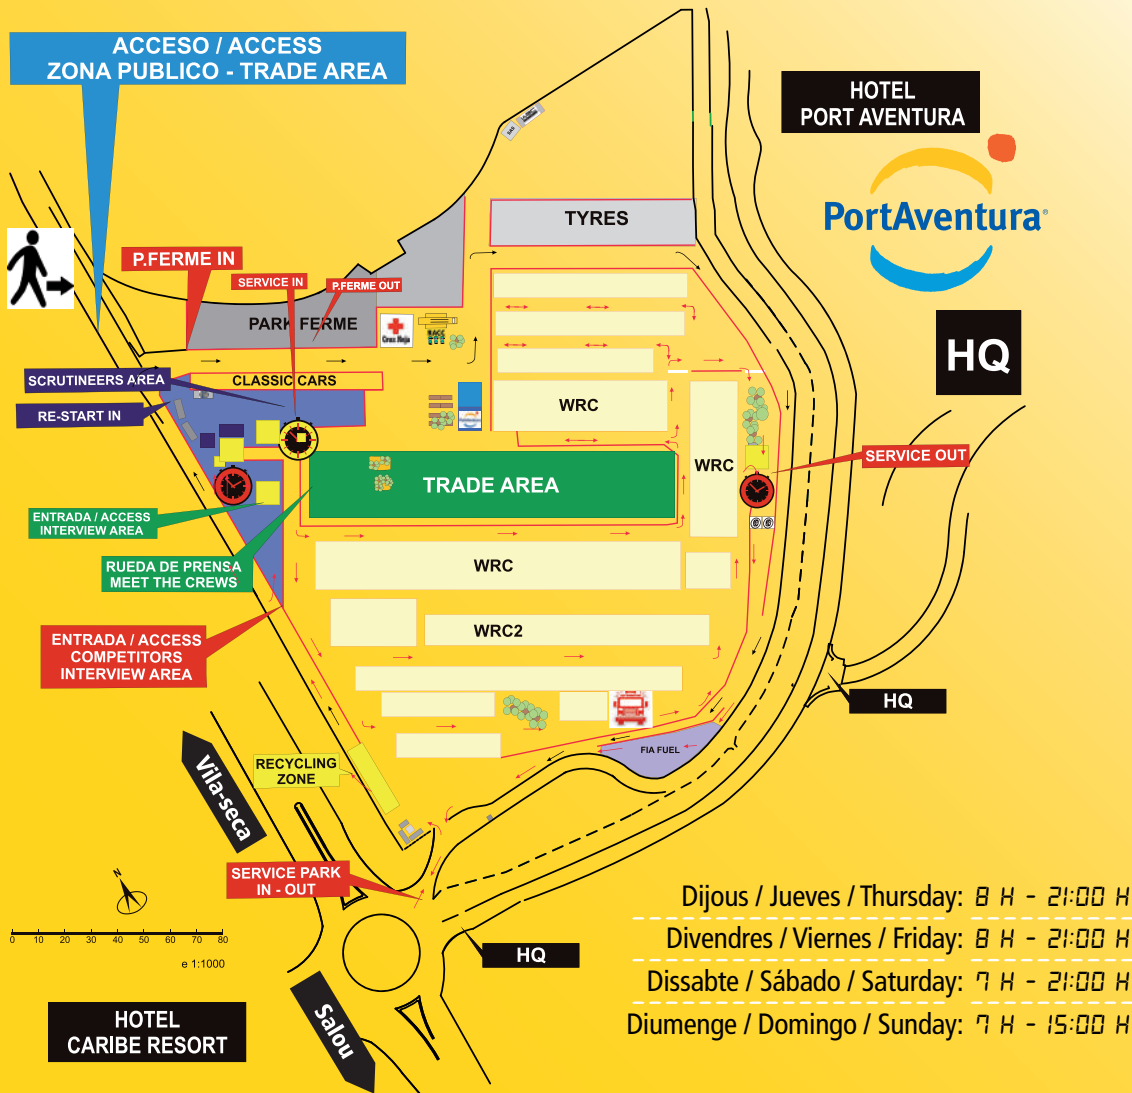 ACCESO / ACCESS
ZONA PUBLICO - TRADE AREA
HOTEL
PORT AVENTURA
PortAventura®
TYRES
P.FERME IN
SERVICE IN
P.FERME OUT
PARK FERME
Cruz Roja
RACC
HQ
SCRUTINEERS AREA
CLASSIC CARS
RE-START IN
WRC
WRC
SERVICE OUT
TRADE AREA
ENTRADA / ACCESS
INTERVIEW AREA
RUEDA DE PRENSA
MEET THE CREWS
WRC
WRC2
ENTRADA / ACCESS
COMPETITORS
INTERVIEW AREA
HQ
FIA FUEL
RECYCLING
ZONE
Vila-seca
SERVICE PARK
IN - OUT
N
0 10 20 30 40 50 60 70 80
e 1:1000
HQ
HOTEL
CARIBE RESORT
Salou
Dijous / Jueves / Thursday: 8 H - 21:00 H
Divendres / Viernes / Friday: 8 H - 21:00 H
Dissabte / Sábado / Saturday: 7 H - 21:00 H
Diumenge / Domingo / Sunday: 7 H - 15:00 H